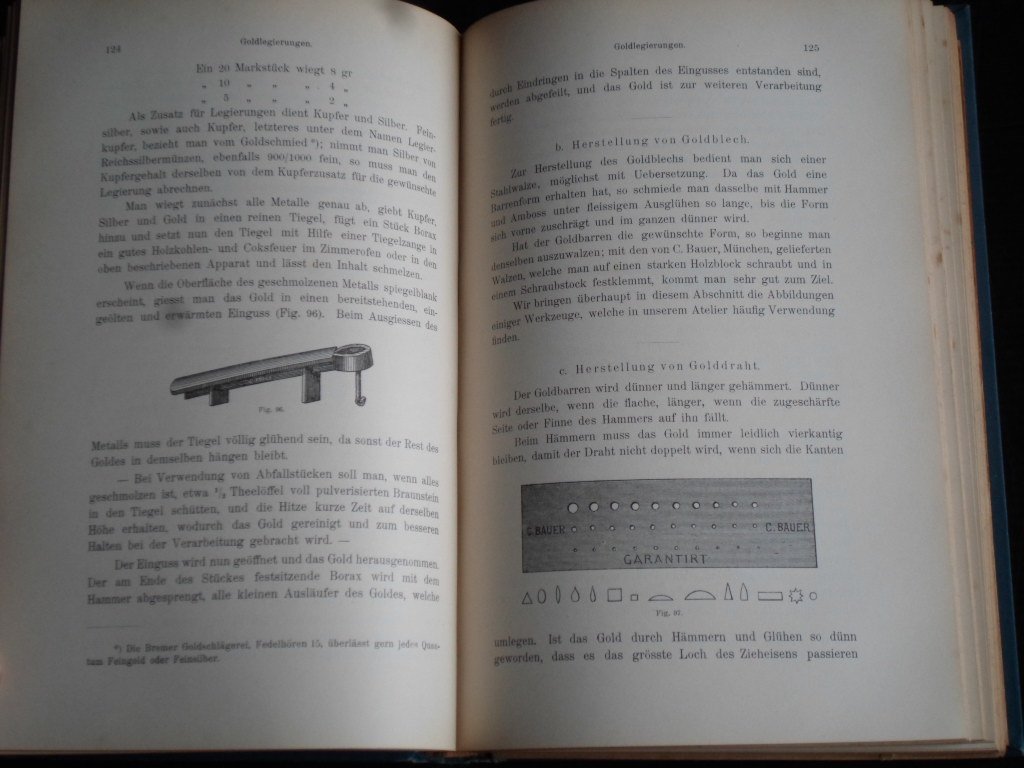 124
Goldlegierungen.
Ein 20 Markstück wiegt 8 gr
„ 10 „ „ „ 4 „
„ 5 „ „ „ 2 „
Als Zusatz für Legierungen dient Kupfer und Silber. Fein-
silber, sowie auch Kupfer, letzteres unter dem Namen Legier-
kupfer, bezieht man vom Goldschmied *); nimmt man Silber von
Reichssilbermünzen, ebenfalls 900/1000 fein, so muss man den
Kupfergehalt derselben von dem Kupferzusatz für die gewünschte
Legierung abrechnen.
Man wiegt zunächst alle Metalle genau ab, giebt Kupfer,
Silber und Gold in einen reinen Tiegel, fügt ein Stück Borax
hinzu und setzt nun den Tiegel mit Hilfe einer Tiegelzange in
ein gutes Holzkohlen- und Coksfeuer im Zimmerofen oder in den
oben beschriebenen Apparat und lässt den Inhalt schmelzen.
Wenn die Oberfläche des geschmolzenen Metalls spiegelblank
erscheint, giesst man das Gold in einen bereitstehenden, ein-
geölten und erwärmten Einguss (Fig. 96). Beim Ausgiessen des
Fig. 96.
Metalls muss der Tiegel völlig glühend sein, da sonst der Rest des
Goldes in demselben hängen bleibt.
— Bei Verwendung von Abfallstücken soll man, wenn alles
geschmolzen ist, etwa ½ Theelöffel voll pulverisierten Braunstein
in den Tiegel schütten, und die Hitze kurze Zeit auf derselben
Höhe erhalten, wodurch das Gold gereinigt und zum besseren
Halten bei der Verarbeitung gebracht wird. —
Der Einguss wird nun geöffnet und das Gold herausgenommen.
Der am Ende des Stückes festsitzende Borax wird mit dem
Hammer abgesprengt, alle kleinen Ausläufer des Goldes, welche
*) Die Bremer Goldschlägerei, Fedelhören 15, überlässt gern jedes Quan-
tum Feingold oder Feinsilber.
Goldlegierungen.
125
durch Eindringen in die Spalten des Eingusses entstanden sind,
werden abgefeilt, und das Gold ist zur weiteren Verarbeitung
fertig.
b. Herstellung von Goldblech.
Zur Herstellung des Goldblechs bedient man sich einer
Stahlwalze, möglichst mit Uebersetzung. Da das Gold eine
Barrenform erhalten hat, so schmiede man dasselbe mit Hammer
und Amboss unter fleissigem Ausglühen so lange, bis die Form
sich vorne zuschrägt und im ganzen dünner wird.
Hat der Goldbarren die gewünschte Form, so beginne man
denselben auszuwalzen; mit den von C. Bauer, München, gelieferten
Walzen, welche man auf einen starken Holzblock schraubt und in
einem Schraubstock festklemmt, kommt man sehr gut zum Ziel.
Wir bringen überhaupt in diesem Abschnitt die Abbildungen
einiger Werkzeuge, welche in unserem Atelier häufig Verwendung
finden.
c. Herstellung von Golddraht.
Der Goldbarren wird dünner und länger gehämmert. Dünner
wird derselbe, wenn die flache, länger, wenn die zugeschärfte
Seite oder Finne des Hammers auf ihn fällt.
Beim Hämmern muss das Gold immer leidlich vierkantig
bleiben, damit der Draht nicht doppelt wird, wenn sich die Kanten
C. BAUER C. BAUER
GARANTIRT
Fig. 97.
umlegen. Ist das Gold durch Hämmern und Glühen so dünn
geworden, dass es das grösste Loch des Zieheisens passieren